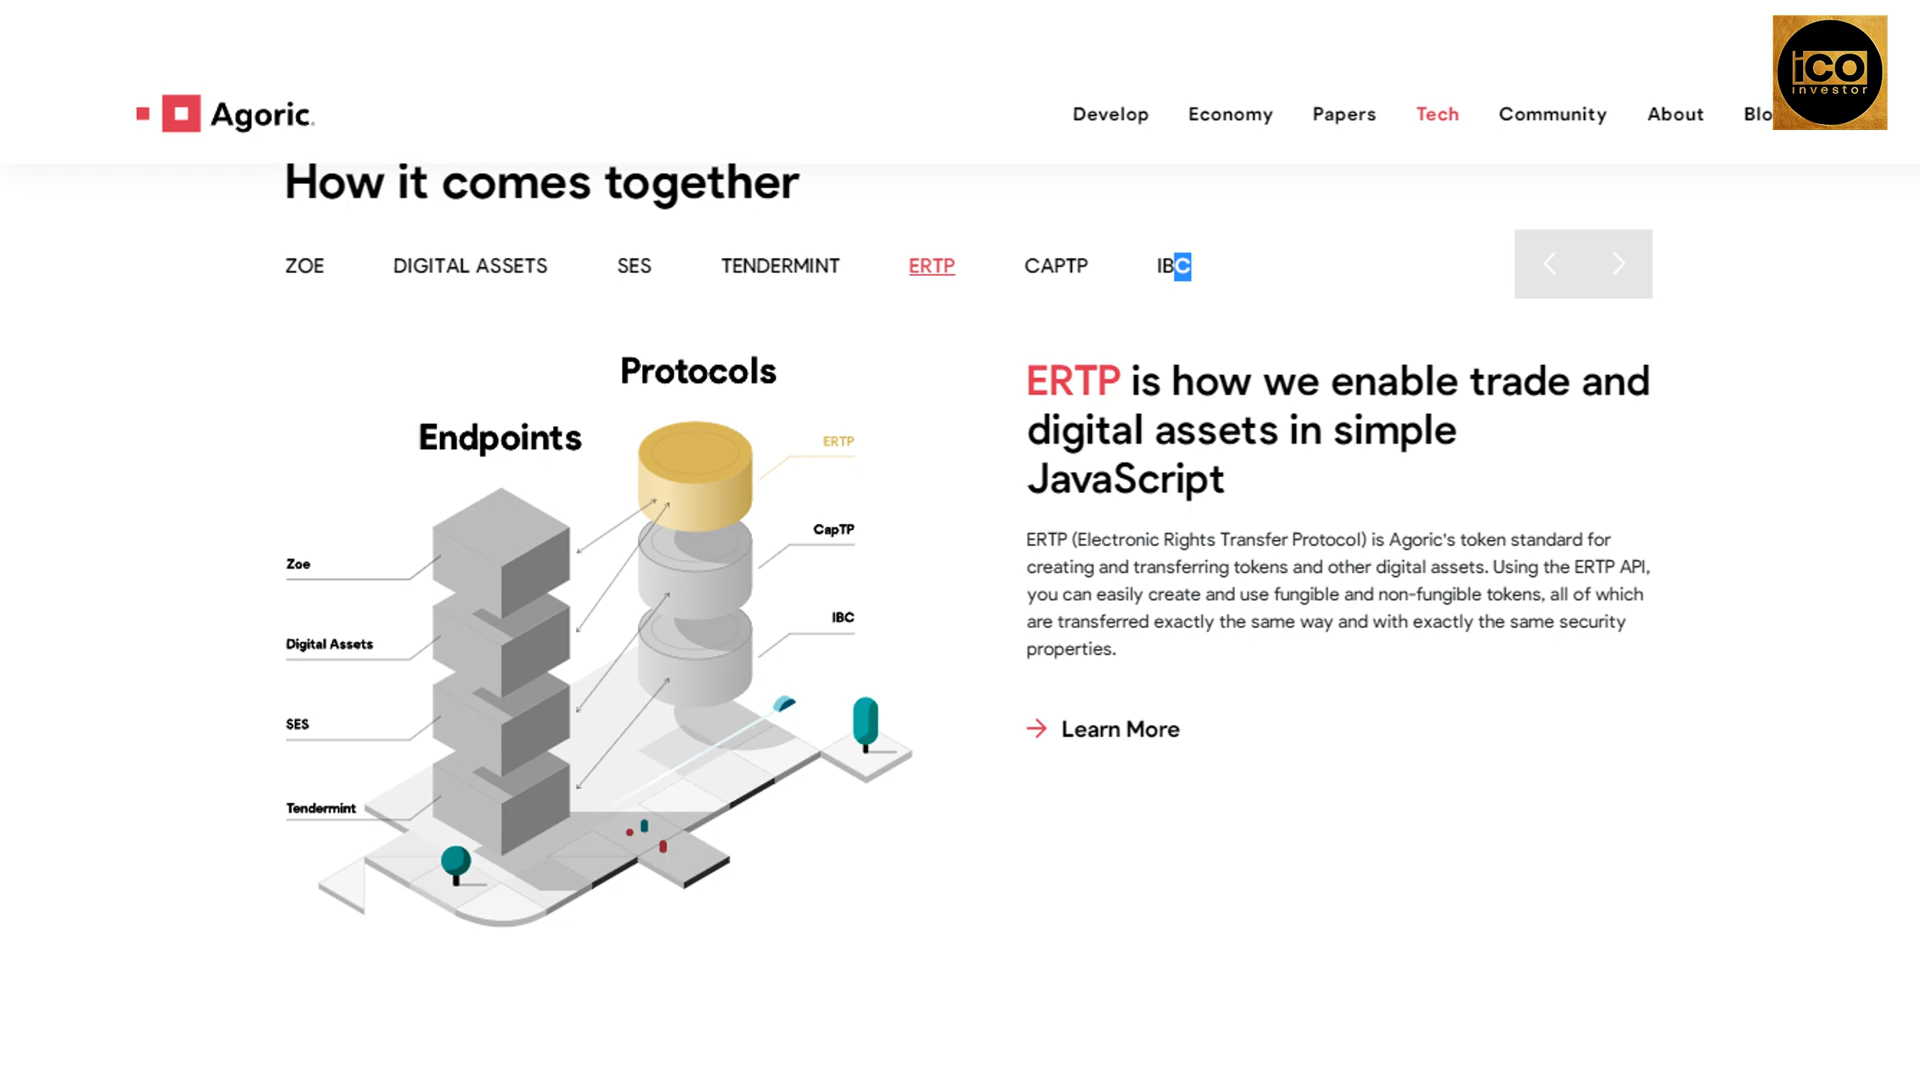 Agoric
Develop Economy Papers Tech Community About Blo
iCO
investor
How it comes together
ZOE DIGITAL ASSETS SES TENDERMINT ERTP CAPTP IBC
Protocols
Endpoints
ERTP
CapTP
IBC
Zoe
Digital Assets
SES
Tendermint
ERTP is how we enable trade and
digital assets in simple
JavaScript
ERTP (Electronic Rights Transfer Protocol) is Agoric's token standard for
creating and transferring tokens and other digital assets. Using the ERTP API,
you can easily create and use fungible and non-fungible tokens, all of which
are transferred exactly the same way and with exactly the same security
properties.
Learn More